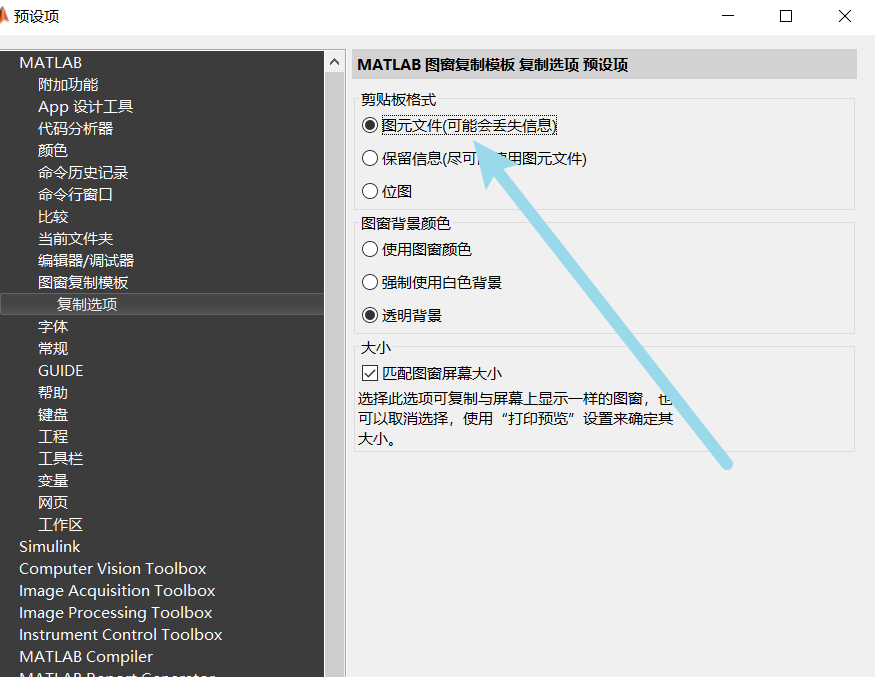 预设项
MATLAB
附加功能
App 设计工具
代码分析器
颜色
命令历史记录
命令行窗口
比较
当前文件夹
编辑器/调试器
图窗复制模板
复制选项
字体
常规
GUIDE
帮助
键盘
工程
工具栏
变量
网页
工作区
Simulink
Computer Vision Toolbox
Image Acquisition Toolbox
Image Processing Toolbox
Instrument Control Toolbox
MATLAB Compiler
MATLAB Report Generator
MATLAB 图窗复制模板 复制选项 预设项
剪贴板格式
图元文件(可能会丢失信息)
保留信息(尽可 使用图元文件)
位图
图窗背景颜色
使用图窗颜色
强制使用白色背景
透明背景
大小
匹配图窗屏幕大小
选择此选项可复制与屏幕上显示一样的图窗，也
可以取消选择，使用“打印预览”设置来确定其
大小。